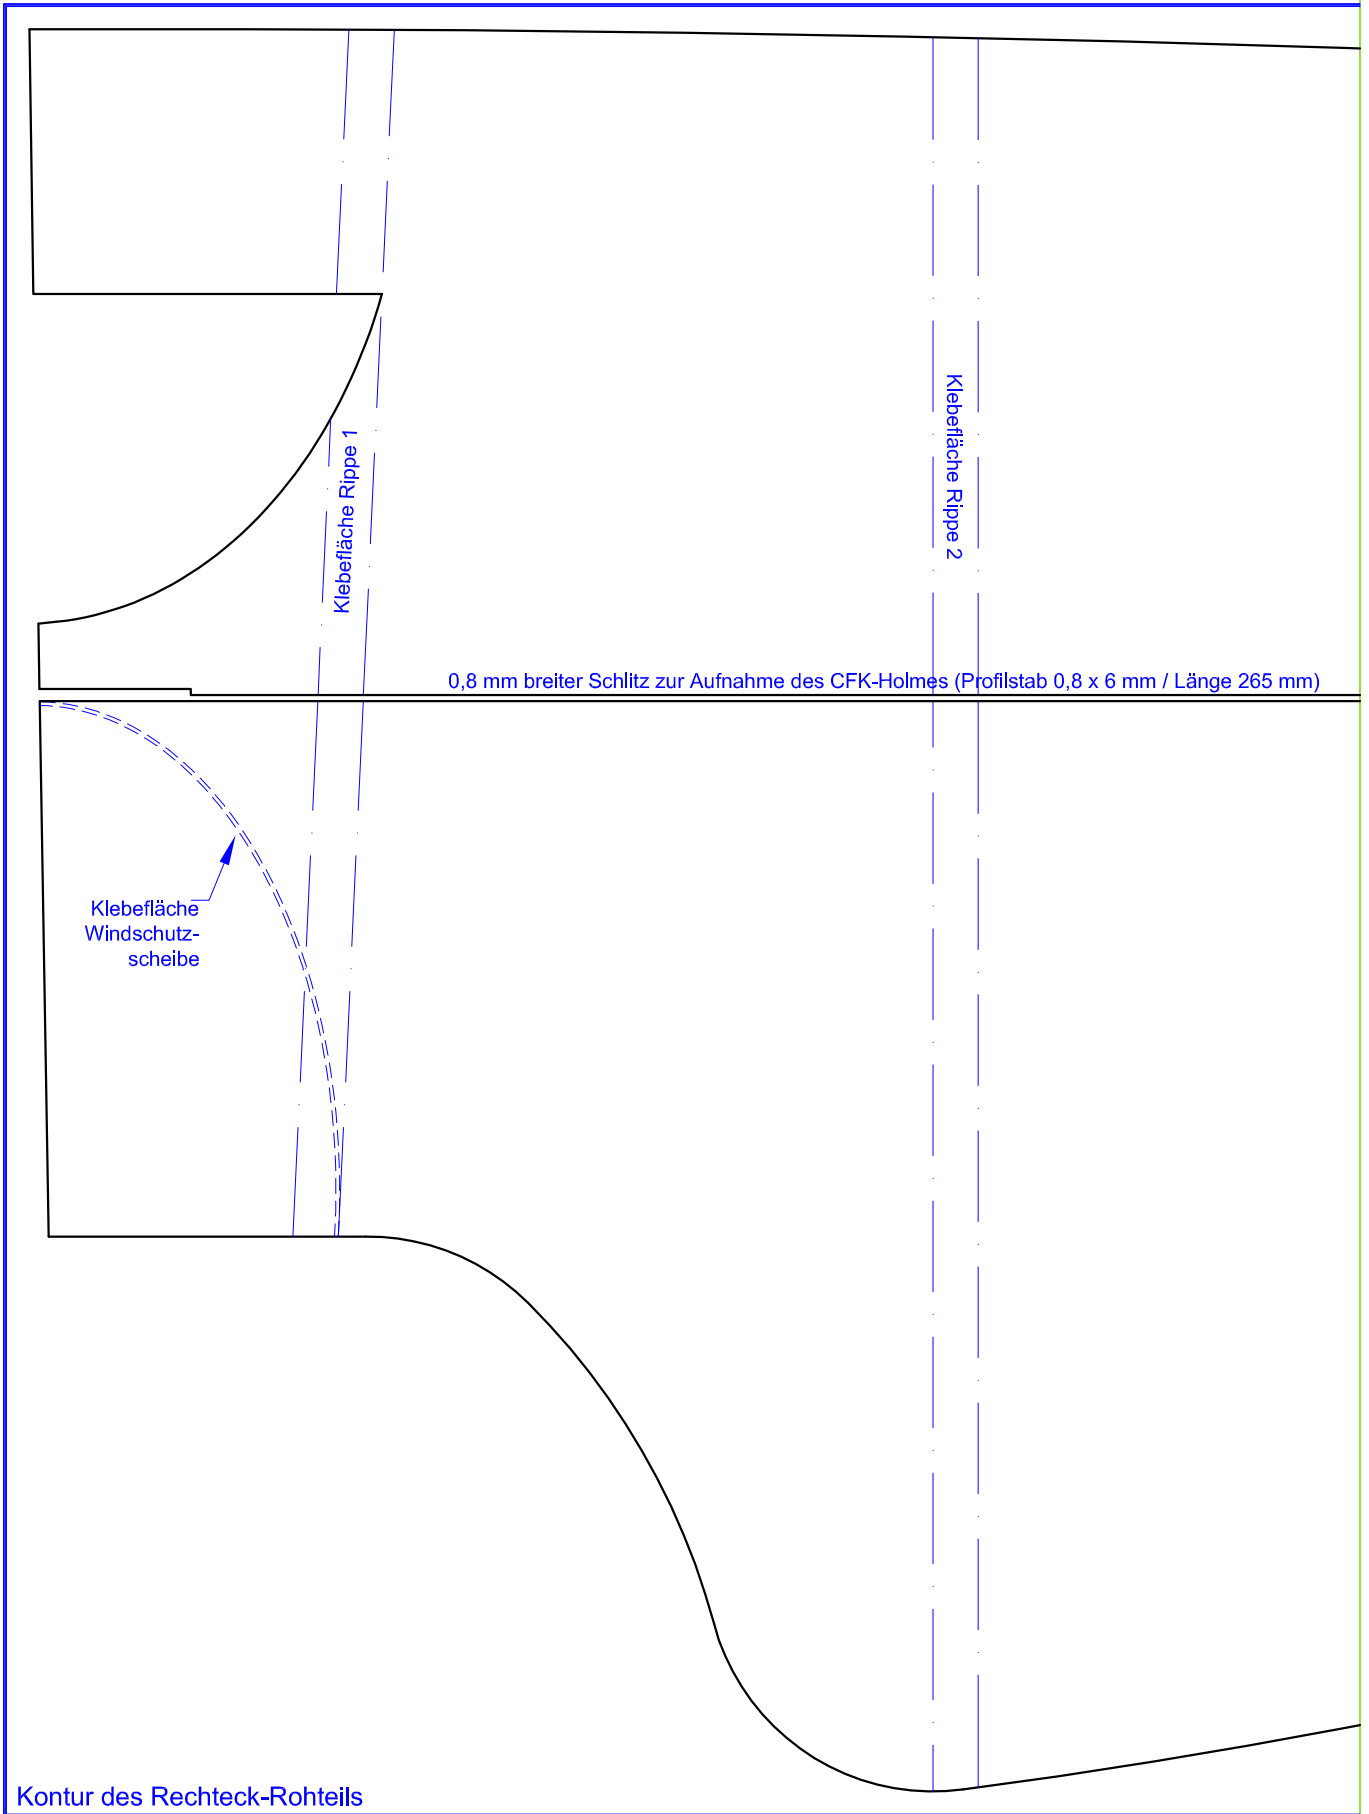 Klebefläche Rippe 1
Klebefläche Rippe 2
0,8 mm breiter Schlitz zur Aufnahme des CFK-Holmes (Profilstab 0,8 x 6 mm / Länge 265 mm)
Klebefläche
Windschutz-
scheibe
Kontur des Rechteck-Rohteils